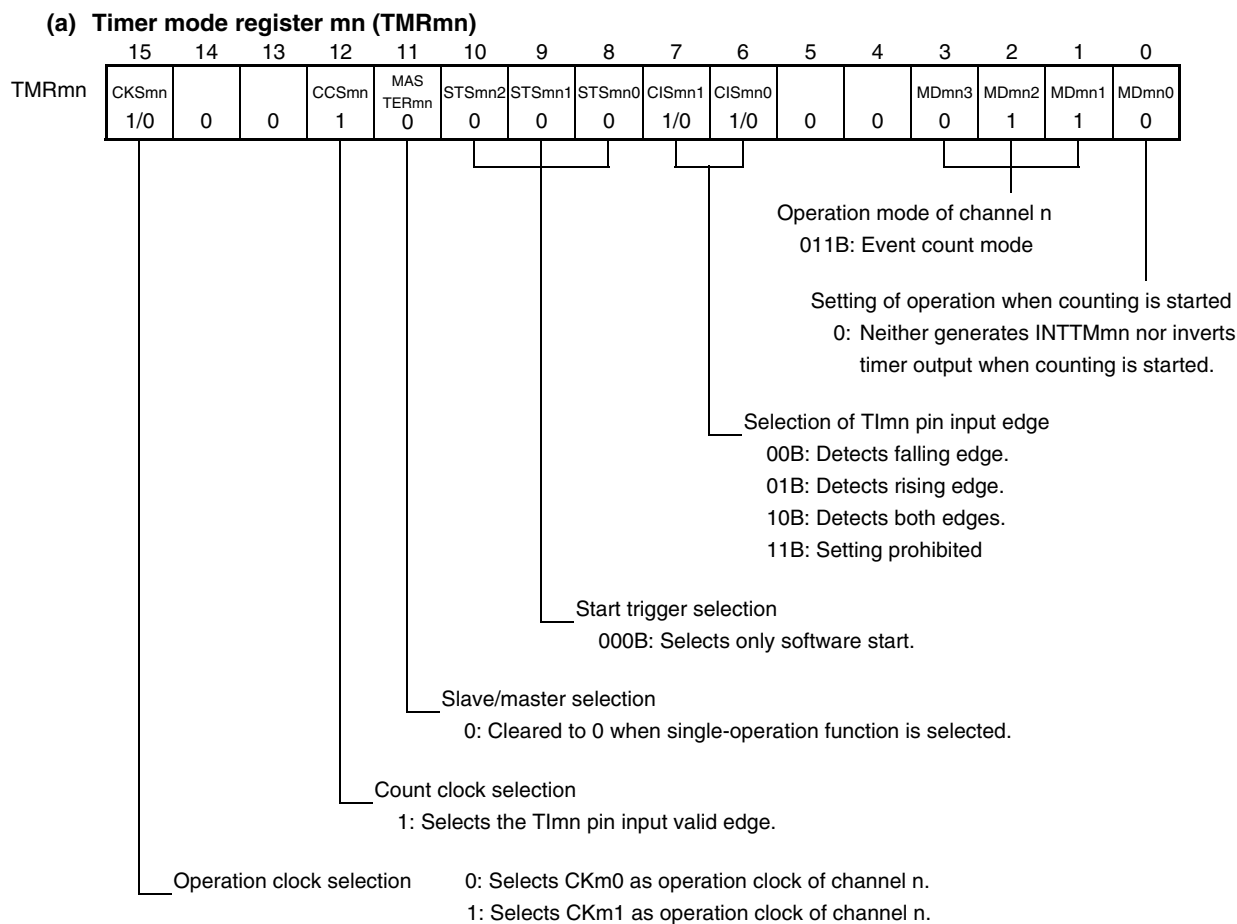 (a) Timer mode register mn (TMRmn)
15 14 13 12 11 10 9 8 7 6 5 4 3 2 1 0
TMRmn CKSmn CCSmn MAS TERmn STSmn2 STSmn1 STSmn0 CISmn1 CISmn0 MDmn3 MDmn2 MDmn1 MDmn0
1/0 0 0 1 0 0 0 0 1/0 1/0 0 0 0 1 1 0
Operation mode of channel n
011B: Event count mode
Setting of operation when counting is started
0: Neither generates INTTMmn nor inverts
timer output when counting is started.
Selection of TImn pin input edge
00B: Detects falling edge.
01B: Detects rising edge.
10B: Detects both edges.
11B: Setting prohibited
Start trigger selection
000B: Selects only software start.
Slave/master selection
0: Cleared to 0 when single-operation function is selected.
Count clock selection
1: Selects the TImn pin input valid edge.
Operation clock selection 0: Selects CKm0 as operation clock of channel n.
1: Selects CKm1 as operation clock of channel n.